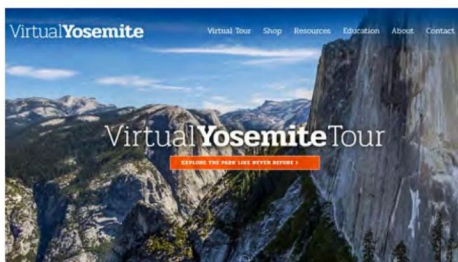 VirtualYosemite
Virtual Tour Shop Resources Education About Contact
VirtualYosemiteTour
EXPLORE THE PARK LIKE NEVER BEFORE >